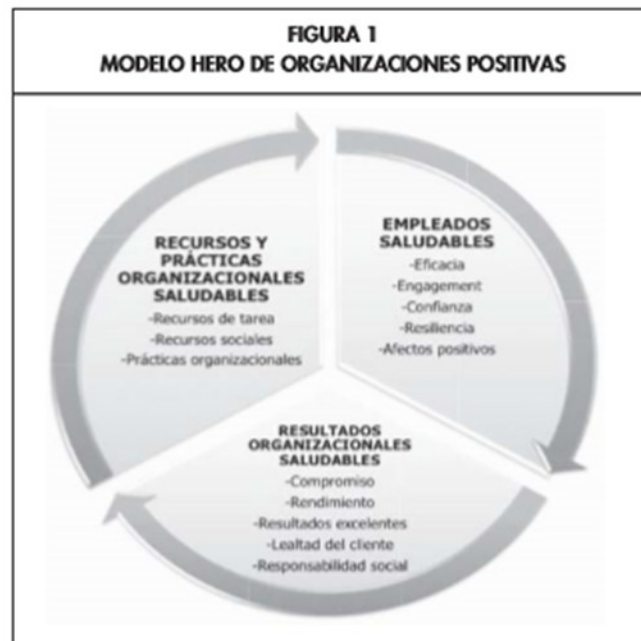 FIGURA 1
MODELO HERO DE ORGANIZACIONES POSITIVAS
RECURSOS Y
PRÁCTICAS
ORGANIZACIONALES
SALUDABLES
-Recursos de tarea
-Recursos sociales
-Prácticas organizacionales
EMPLEADOS
SALUDABLES
-Eficacia
-Engagement
-Confianza
-Resiliencia
-Afectos positivos
RESULTADOS
ORGANIZACIONALES
SALUDABLES
-Compromiso
-Rendimiento
-Resultados excelentes
-Lealtad del cliente
-Responsabilidad social